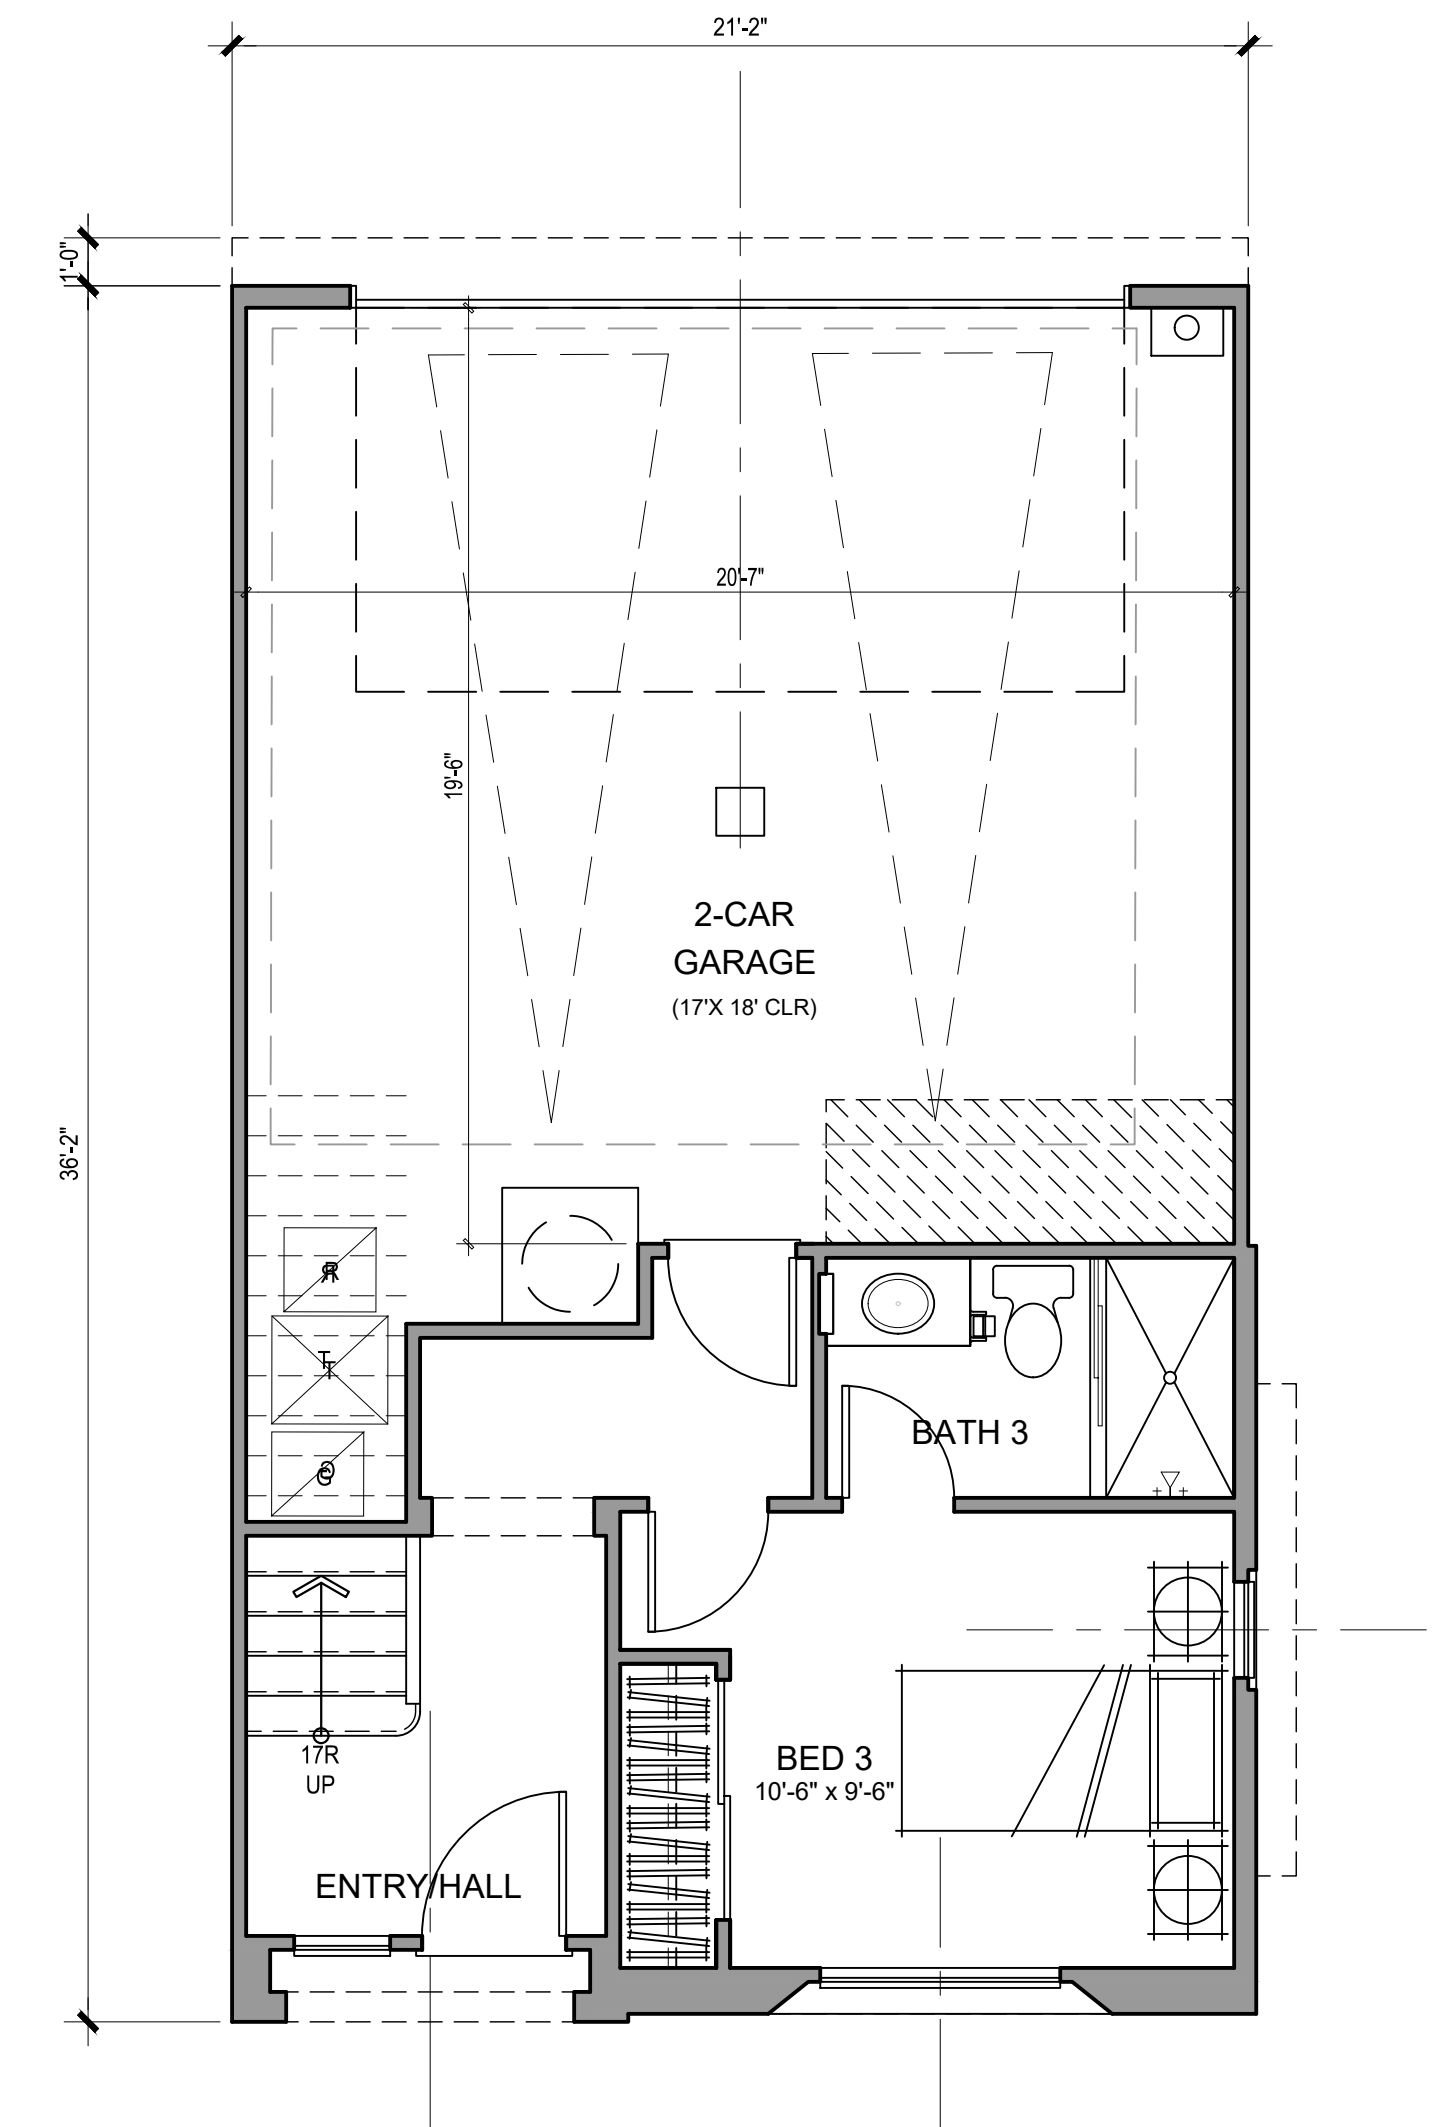 21'-2"
1'-0"
20'-7"
19'-6"
2-CAR
GARAGE
(17'X 18' CLR)
36'-2"
R
T
T
G
BATH 3
17R
UP
BED 3
10'-6" x 9'-6"
ENTRY/HALL